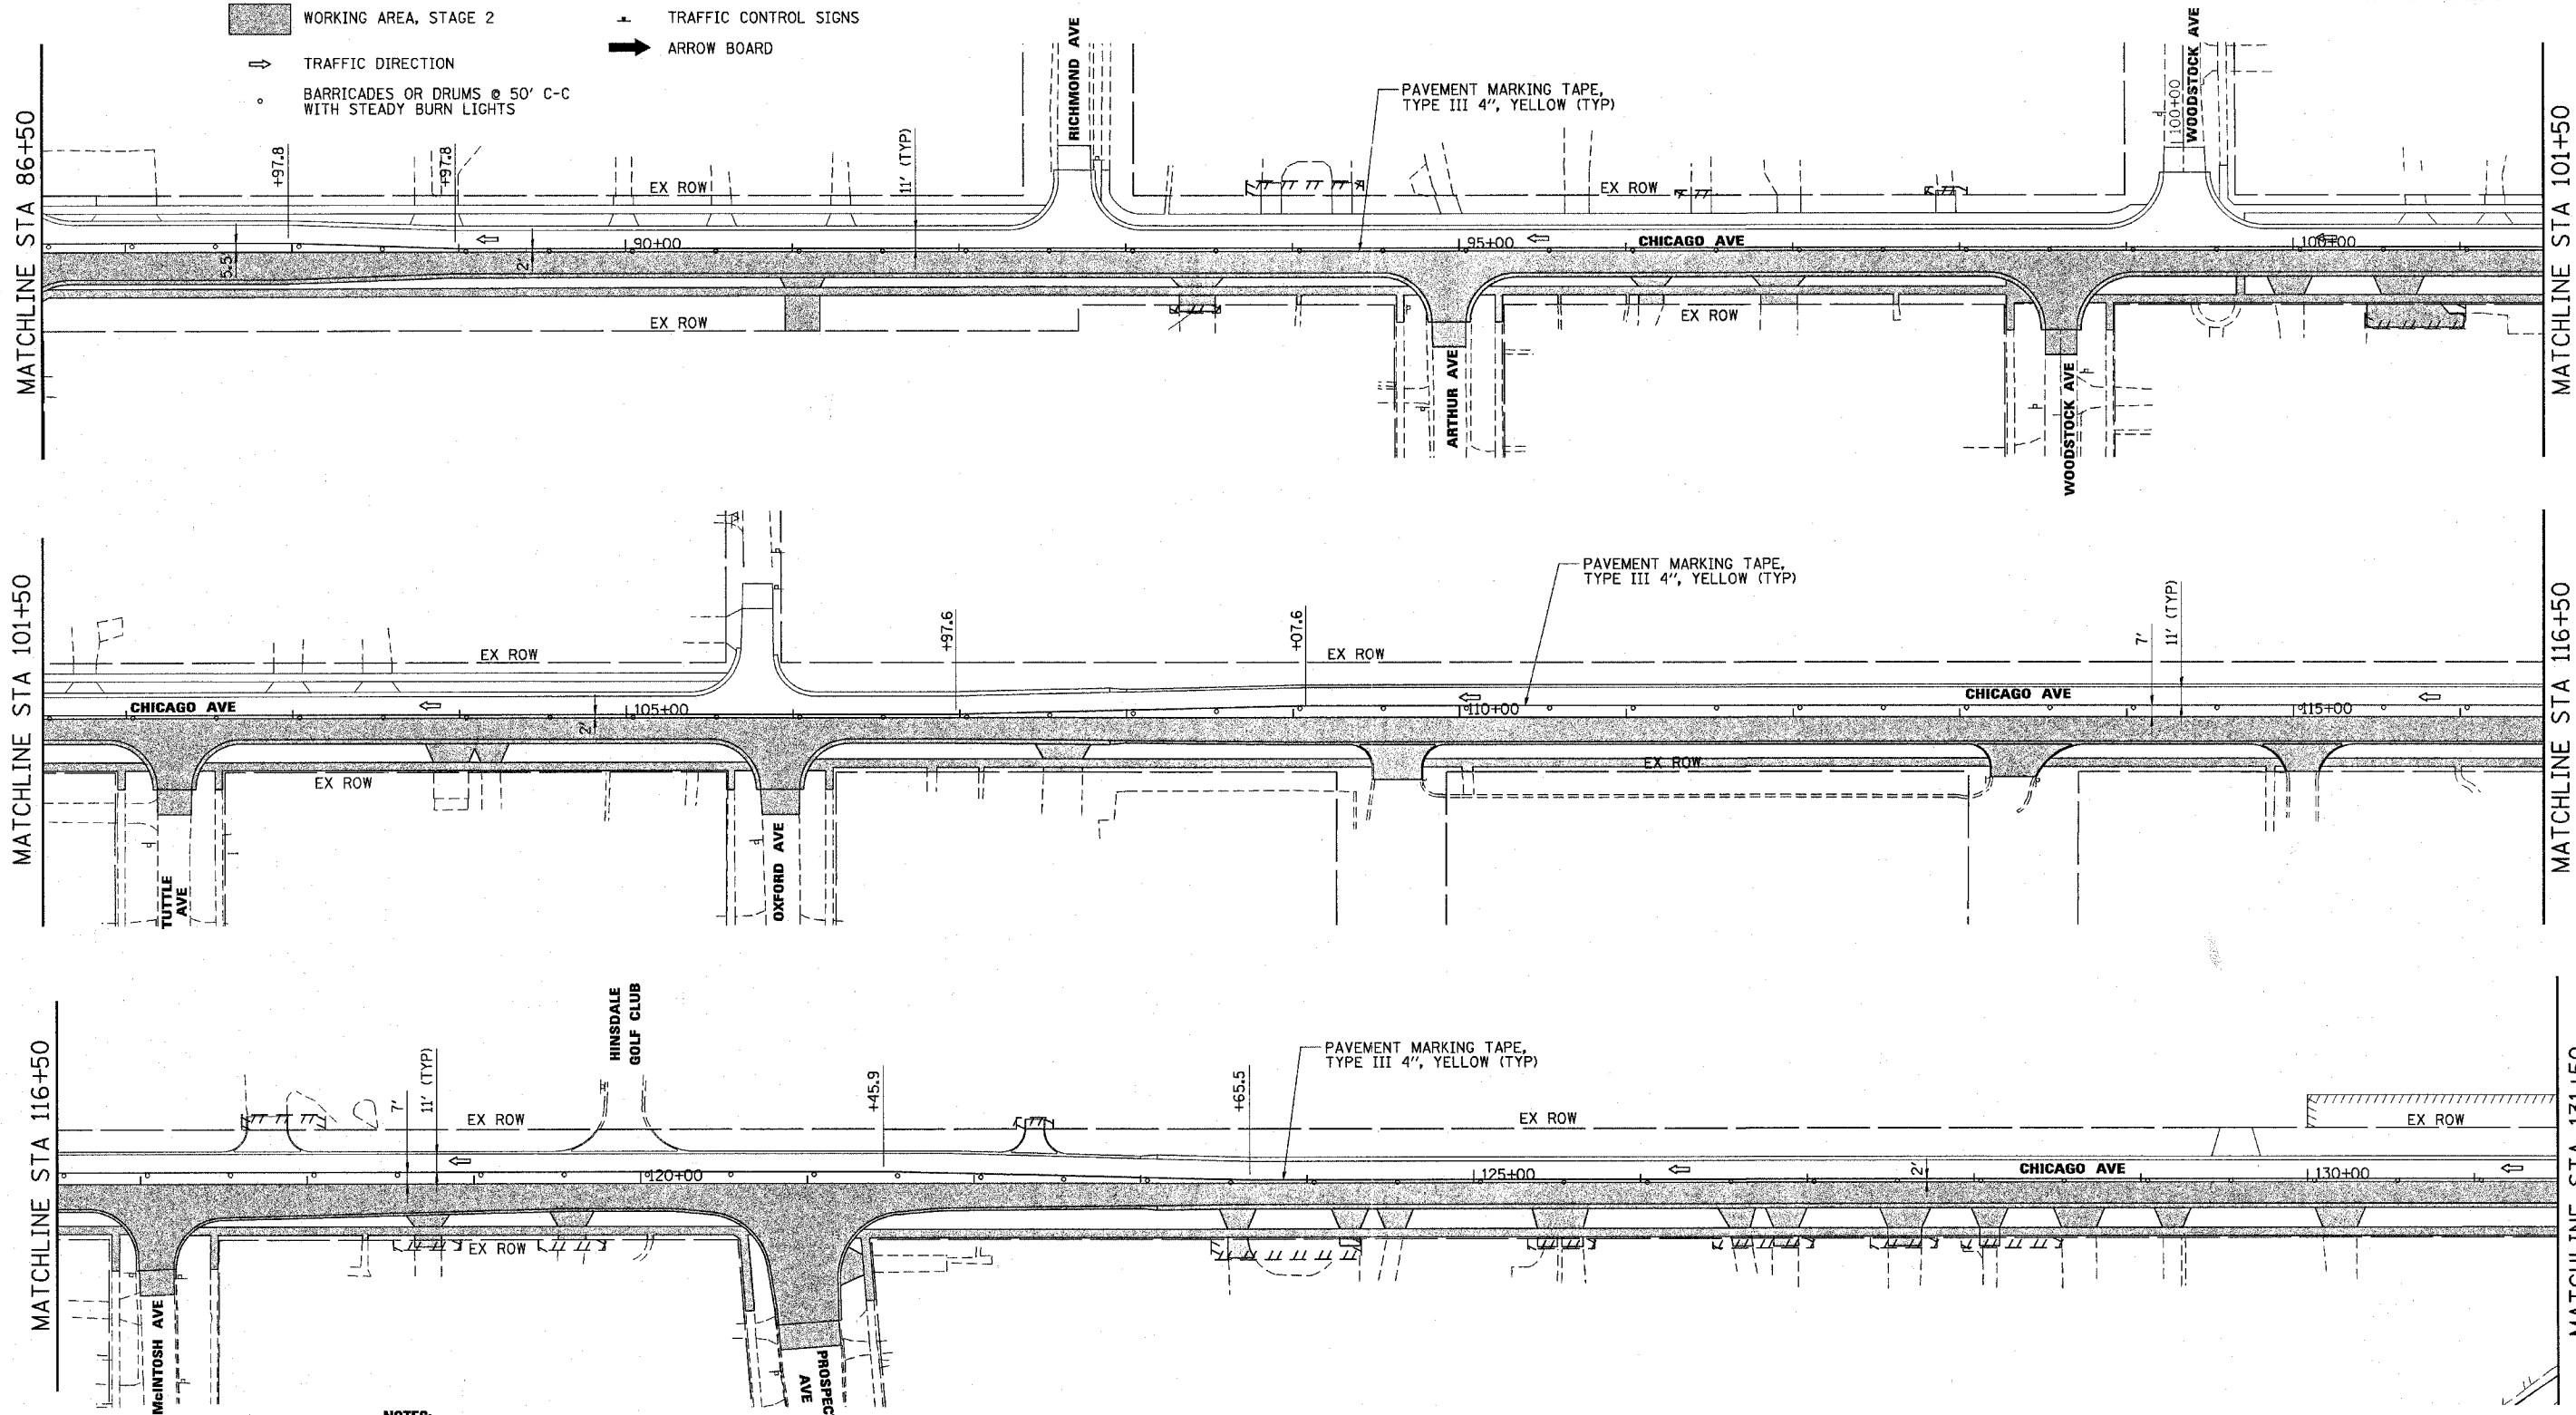 WORKING AREA, STAGE 2
TRAFFIC CONTROL SIGNS
TRAFFIC DIRECTION
ARROW BOARD
BARRICADES OR DRUMS @ 50' C-C
WITH STEADY BURN LIGHTS
MATCHLINE STA 86+50
+97.8
+97.8
11' (TYP)
RICHMOND AVE
PAVEMENT MARKING TAPE,
TYPE III 4", YELLOW (TYP)
100+00
WOODSTOCK AVE
MATCHLINE STA 101+50
EX ROW
EX ROW
5.5'
2'
90+00
95+00
CHICAGO AVE
100+00
EX ROW
EX ROW
ARTHUR AVE
WOODSTOCK AVE
MATCHLINE STA 101+50
PAVEMENT MARKING TAPE,
TYPE III 4", YELLOW (TYP)
+97.6
+07.6
7'
11' (TYP)
MATCHLINE STA 116+50
EX ROW
EX ROW
CHICAGO AVE
2'
105+00
110+00
CHICAGO AVE
115+00
EX ROW
EX ROW
TUTTLE
AVE
OXFORD AVE
MATCHLINE STA 116+50
7'
11' (TYP)
HINSDALE
GOLF CLUB
+45.9
+65.5
PAVEMENT MARKING TAPE,
TYPE III 4", YELLOW (TYP)
EX ROW
EX ROW
EX ROW
120+00
125+00
2'
CHICAGO AVE
130+00
EX ROW
McINTOSH AVE
AVE
MATCHLINE STA
NOTES: